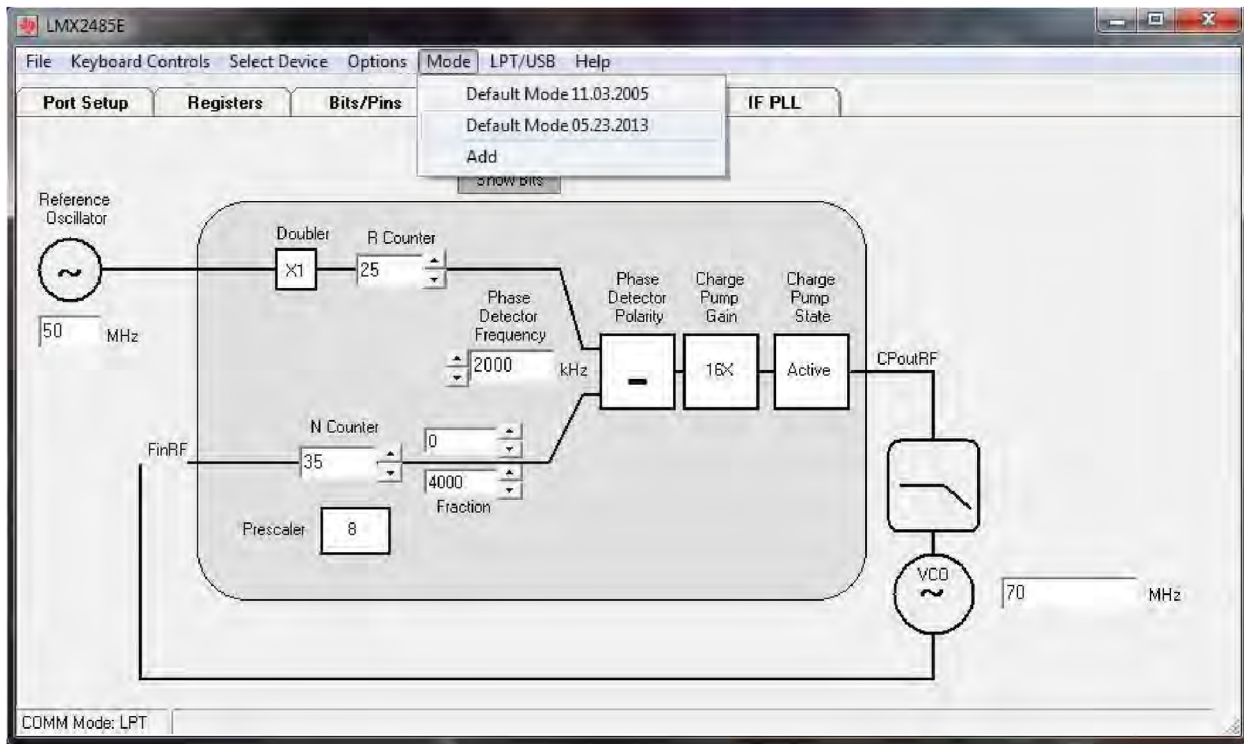 LMX2485E
File Keyboard Controls Select Device Options Mode LPT/USB Help
Default Mode 11.03.2005
Default Mode 05.23.2013
Add
Port Setup Registers Bits/Pins IF PLL
Show Bits
Reference
Oscillator
50 MHz
Doubler
X1
R Counter
25
Phase
Detector
Frequency
2000 kHz
Phase
Detector
Polarity
-
Charge
Pump
Gain
16X
Charge
Pump
State
Active
CPoutRF
FinRF
N Counter
35
0
4000
Fraction
Prescaler 8
VCO
70 MHz
COMM Mode: LPT